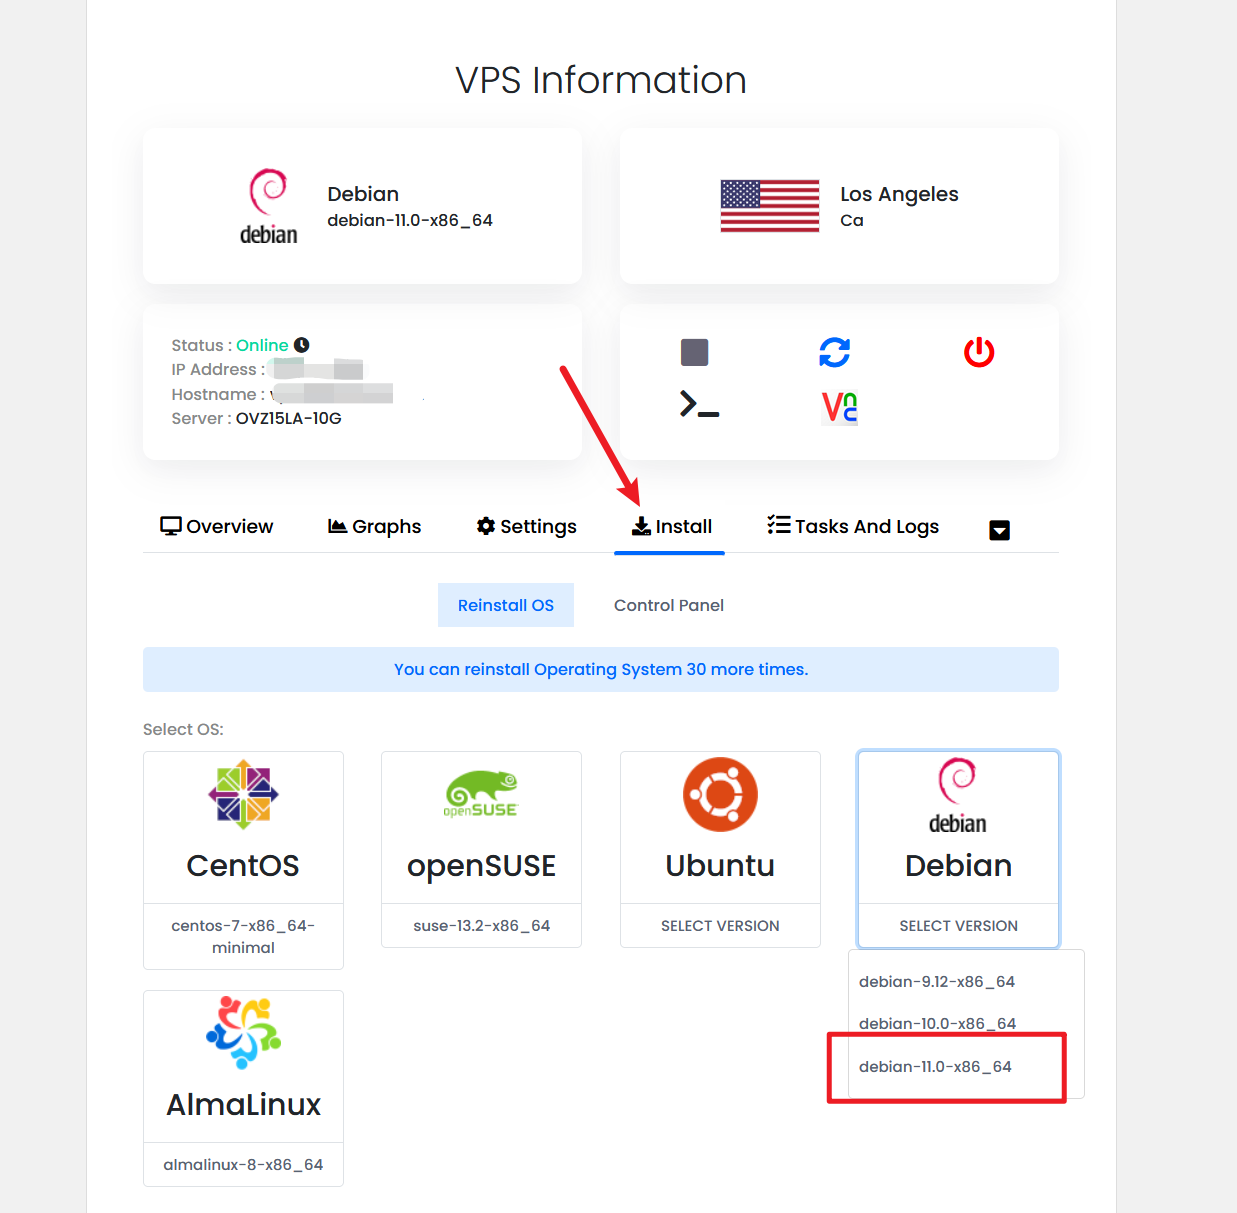 VPS Information
debian
Debian
debian-11.0-x86_64
Los Angeles
Ca
Status : Online
IP Address :
Hostname :
Server : OVZ15LA-10G
Overview
Graphs
Settings
Install
Tasks And Logs
Reinstall OS
Control Panel
You can reinstall Operating System 30 more times.
Select OS:
CentOS
centos-7-x86_64-
minimal
openSUSE
openSUSE
suse-13.2-x86_64
Ubuntu
SELECT VERSION
debian
Debian
SELECT VERSION
debian-9.12-x86_64
debian-10.0-x86_64
debian-11.0-x86_64
AlmaLinux
almalinux-8-x86_64